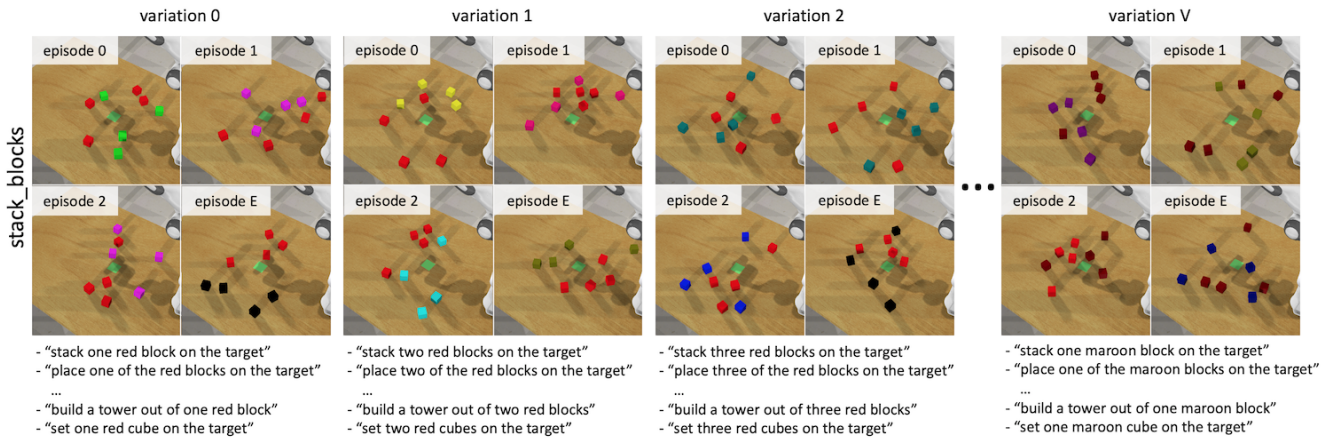 variation 0
variation 1
variation 2
variation V
stack_blocks
episode 0
episode 1
episode 0
episode 1
episode 0
episode 1
episode 0
episode 1
episode 2
episode E
episode 2
episode E
episode 2
episode E
episode 2
episode E
...
- “stack one red block on the target”
- “place one of the red blocks on the target”
...
- “build a tower out of one red block”
- “set one red cube on the target”
- “stack two red blocks on the target”
- “place two of the red blocks on the target”
...
- “build a tower out of two red blocks”
- “set two red cubes on the target”
- “stack three red blocks on the target”
- “place three of the red blocks on the target”
...
- “build a tower out of three red blocks”
- “set three red cubes on the target”
- “stack one maroon block on the target”
- “place one of the maroon blocks on the target”
...
- “build a tower out of one maroon block”
- “set one maroon cube on the target”